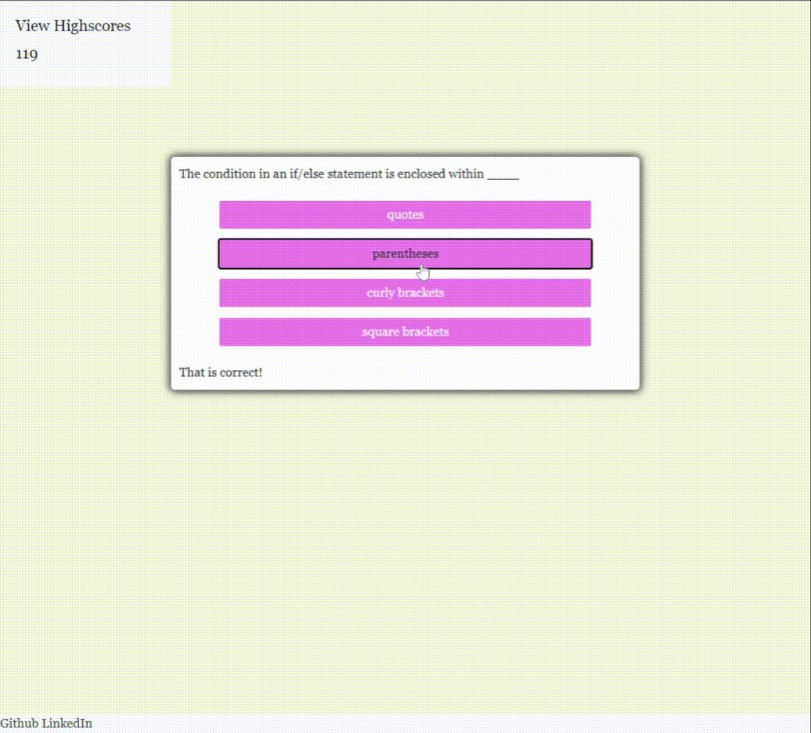 View Highscores
119
The condition in an if/else statement is enclosed within _____
quotes
parentheses
curly brackets
square brackets
That is correct!
Github LinkedIn